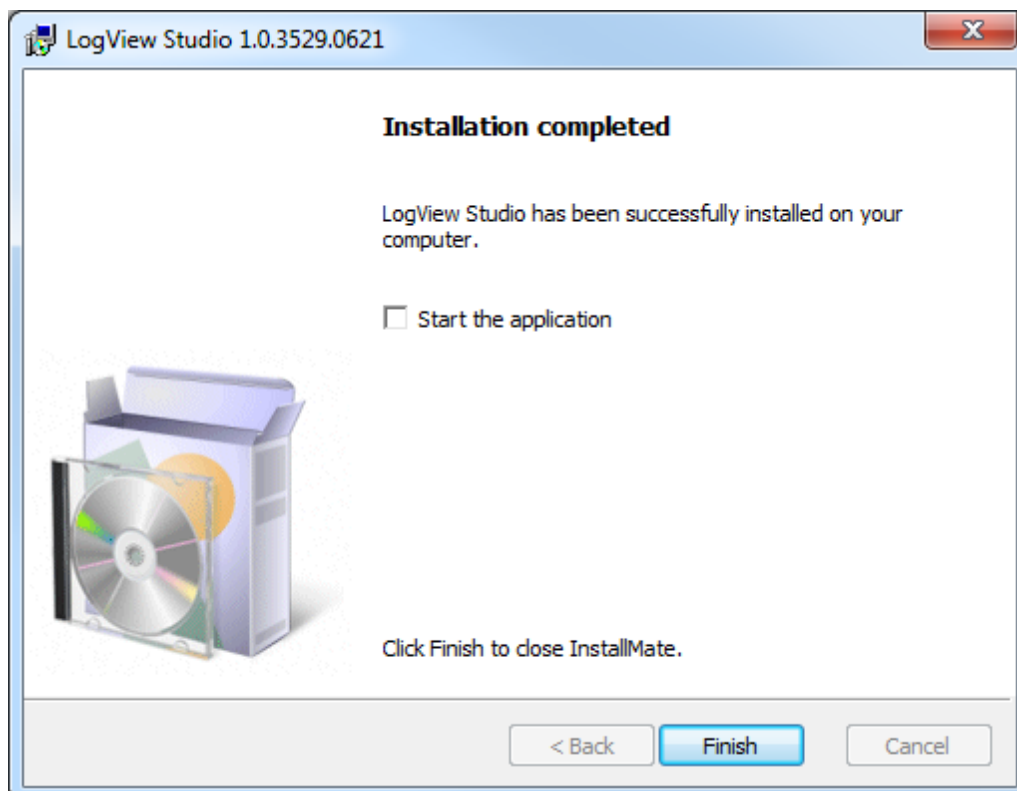 LogView Studio 1.0.3529.0621
Installation completed
LogView Studio has been successfully installed on your
computer.
Start the application
Click Finish to close InstallMate.
< Back
Finish
Cancel